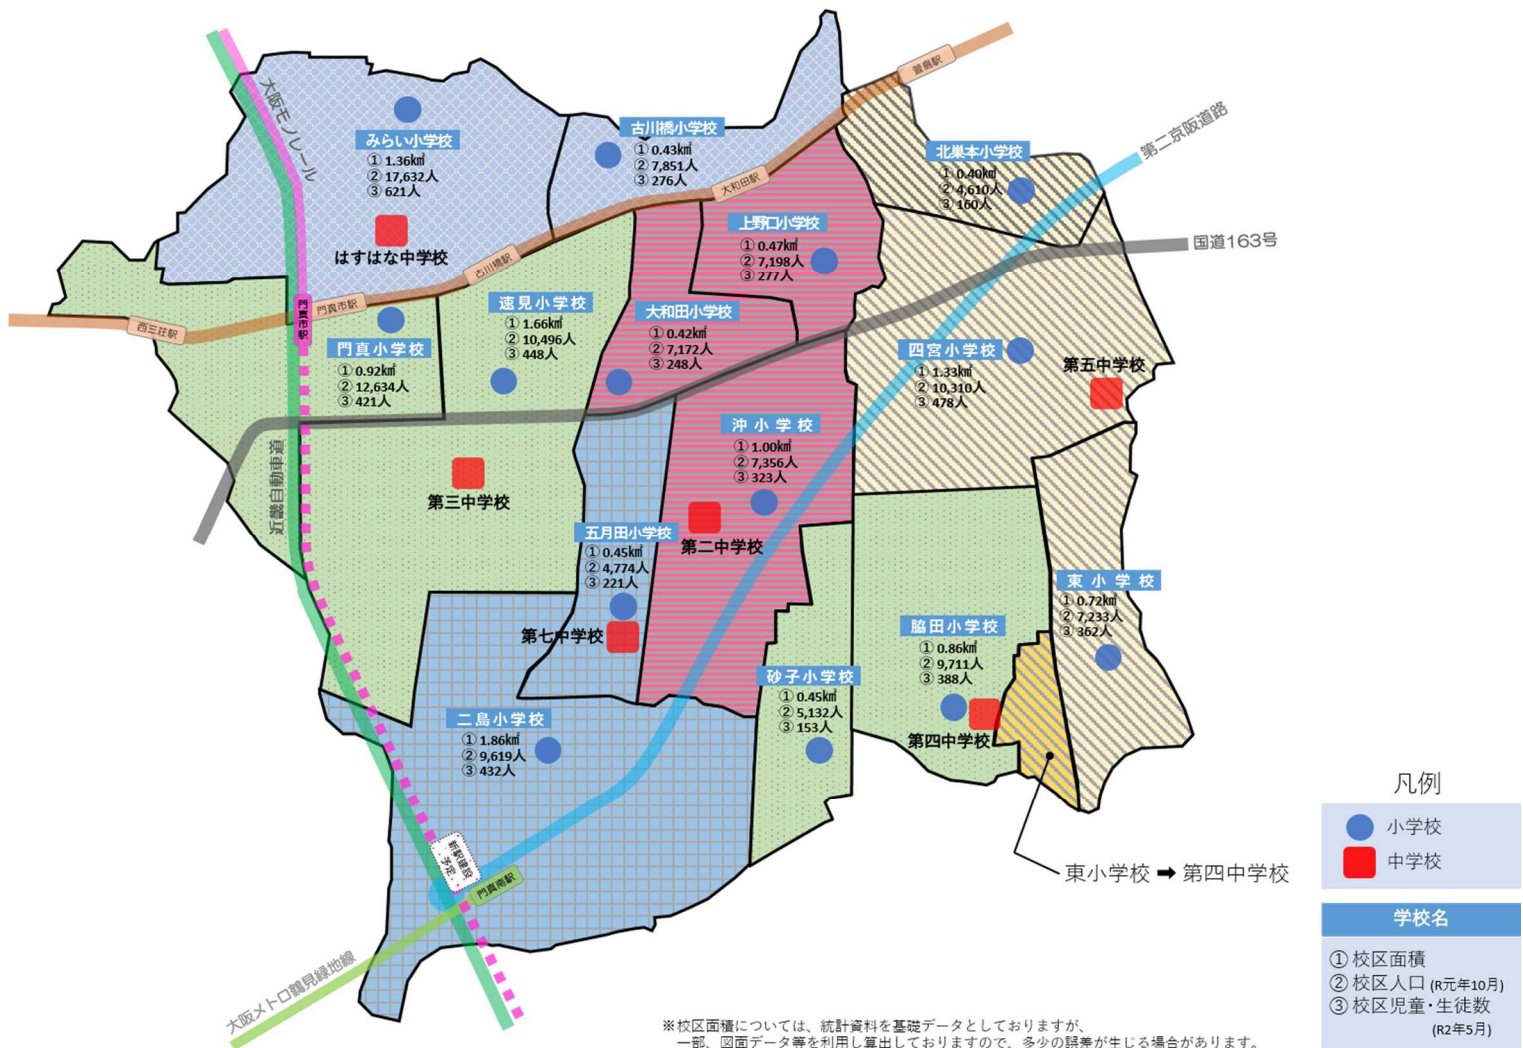 萱島駅
大阪モノレール
第二京阪道路
古川橋小学校
① 0.43㎢
② 7,851人
③ 276人
みらい小学校
① 1.36㎢
② 17,632人
③ 621人
北巣本小学校
① 0.40㎢
② 4,610人
③ 160人
大和田駅
上野口小学校
① 0.47㎢
② 7,198人
③ 277人
はすはな中学校
国道163号
古川橋駅
門真市駅
門真市駅
西三荘駅
速見小学校
① 1.66㎢
② 10,496人
③ 448人
大和田小学校
① 0.42㎢
② 7,172人
③ 248人
門真小学校
① 0.92㎢
② 12,634人
③ 421人
四宮小学校
① 1.33㎢
② 10,310人
③ 478人
第五中学校
沖小学校
① 1.00㎢
② 7,356人
③ 323人
近畿自動車道
第三中学校
五月田小学校
① 0.45㎢
② 4,774人
③ 221人
第二中学校
東小学校
① 0.72㎢
② 7,233人
③ 362人
第七中学校
脇田小学校
① 0.86㎢
② 9,711人
③ 388人
砂子小学校
① 0.45㎢
② 5,132人
③ 153人
第四中学校
二島小学校
① 1.86㎢
② 9,619人
③ 432人
新駅建設
予定
門真南駅
大阪メトロ鶴見緑地線
東小学校 ➡ 第四中学校
凡例
小学校
中学校
学校名
① 校区面積
② 校区人口 (R元年10月)
③ 校区児童・生徒数
(R2年5月)
※校区面積については、統計資料を基礎データとしておりますが、
一部、図面データ等を利用し算出しておりますので、多少の誤差が生じる場合があります。